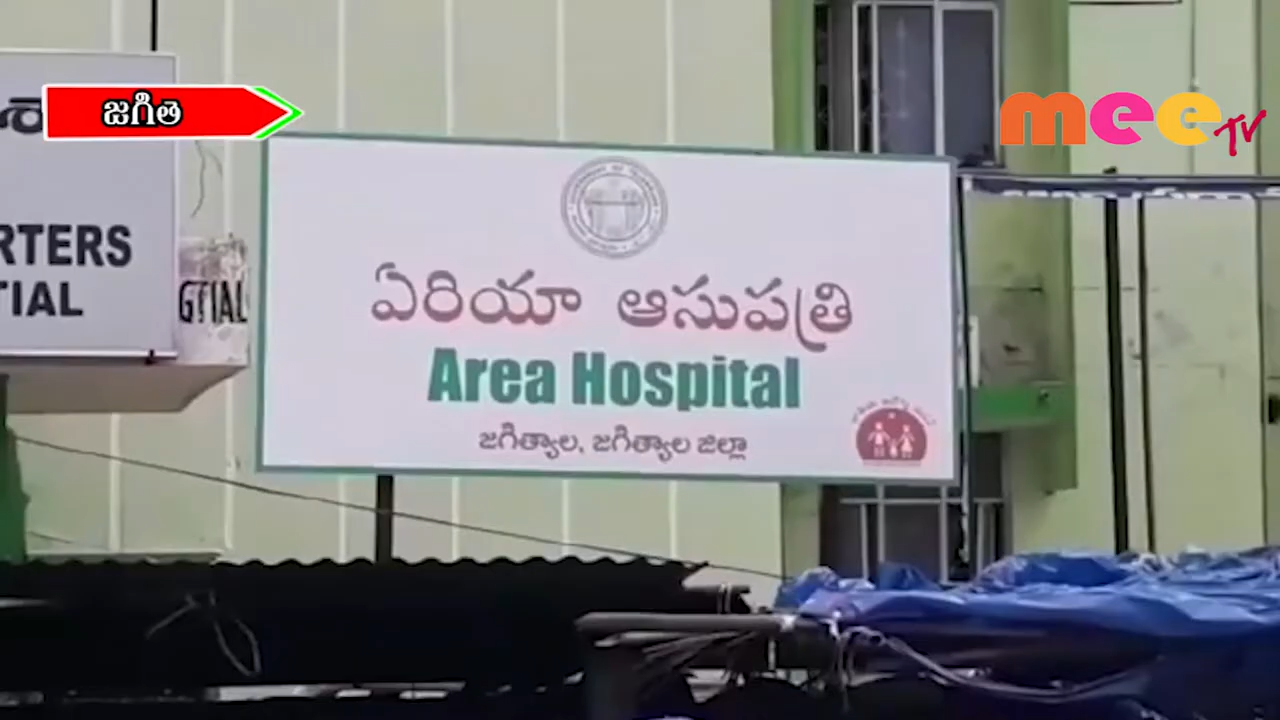 జగితె
mee TV
RTERS
TIAL
GTIAL
ఏరియా ఆసుపత్రి
Area Hospital
జగిత్యాల, జగిత్యాల జిల్లా